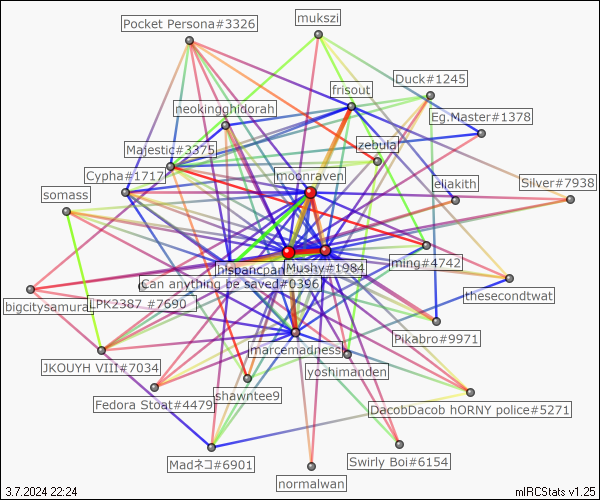 mukszi
Pocket Persona#3326
Duck#1245
frisout
neokingghidorah
Eg.Master#1378
zebular
Majestic#3375
Cypha#1717
moonraven
eliakith
Silver#7938
somass
ming#4742
hispancpan
Mushy#1984
Can anything be saved#0396
thesecondtwat
bigcitysamurai
LPK2387 #7690
Pikabro#9971
marcemadness
JKOUYH VIII#7034
yoshimanden
shawntee9
Fedora Stoat#4479
DacobDacob hORNY police#5271
Swirly Boi#6154
Madネコ#6901
normalwan
3.7.2024 22:24
mIRCStats v1.25